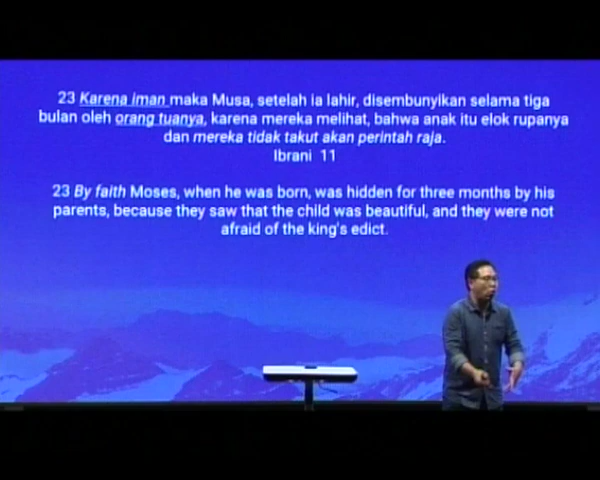 23 Karena iman maka Musa, setelah ia lahir, disembunyikan selama tiga
bulan oleh orang tuanya, karena mereka melihat, bahwa anak itu elok rupanya
dan mereka tidak takut akan perintah raja.
Ibrani 11
23 By faith Moses, when he was born, was hidden for three months by his
parents, because they saw that the child was beautiful, and they were not
afraid of the king's edict.